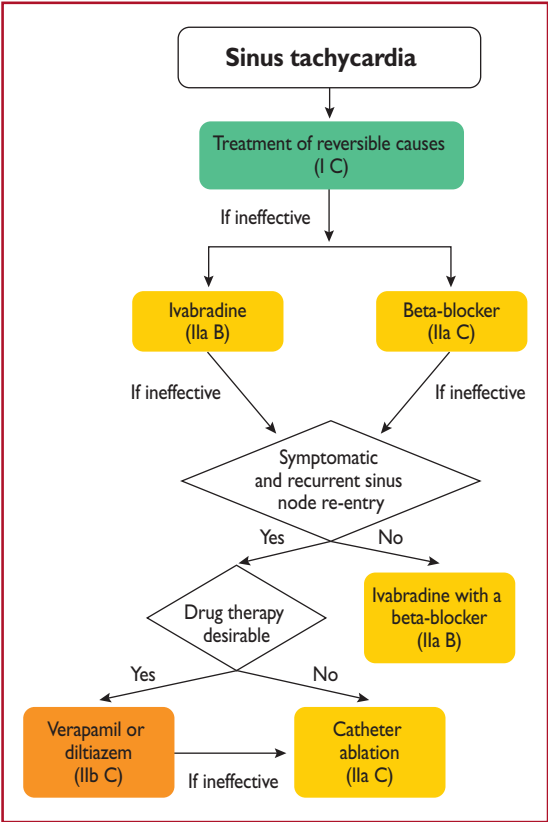 Sinus tachycardia
Treatment of reversible causes
(I C)
If ineffective
Ivabradine
(IIa B)
Beta-blocker
(IIa C)
If ineffective
If ineffective
Symptomatic
and recurrent sinus
node re-entry
Yes
No
Drug therapy
desirable
Ivabradine with a
beta-blocker
(IIa B)
Yes
No
Verapamil or
diltiazem
(IIb C)
If ineffective
Catheter
ablation
(IIa C)